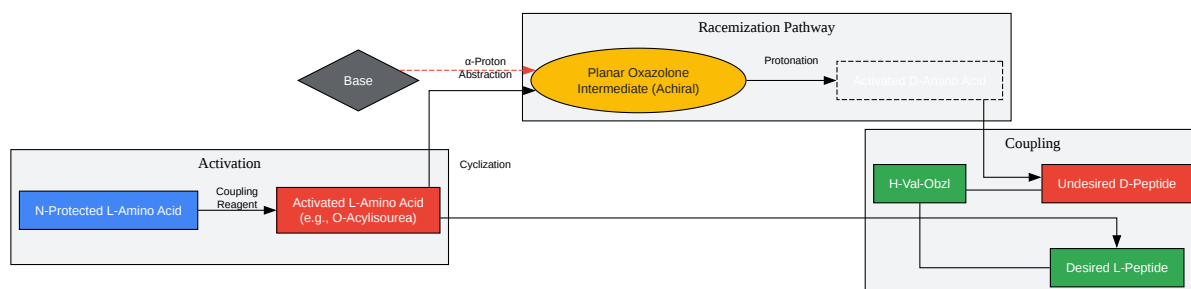 Racemization Pathway
α-Proton
Abstraction
Base
Planar Oxazolone
Intermediate (Achiral)
Protonation
Activated D-Amino Acid
Activation
Cyclization
Coupling
N-Protected L-Amino Acid
Coupling
Reagent
Activated L-Amino Acid
(e.g., O-Acylisourea)
H-Val-Obzl
Undesired D-Peptide
Desired L-Peptide